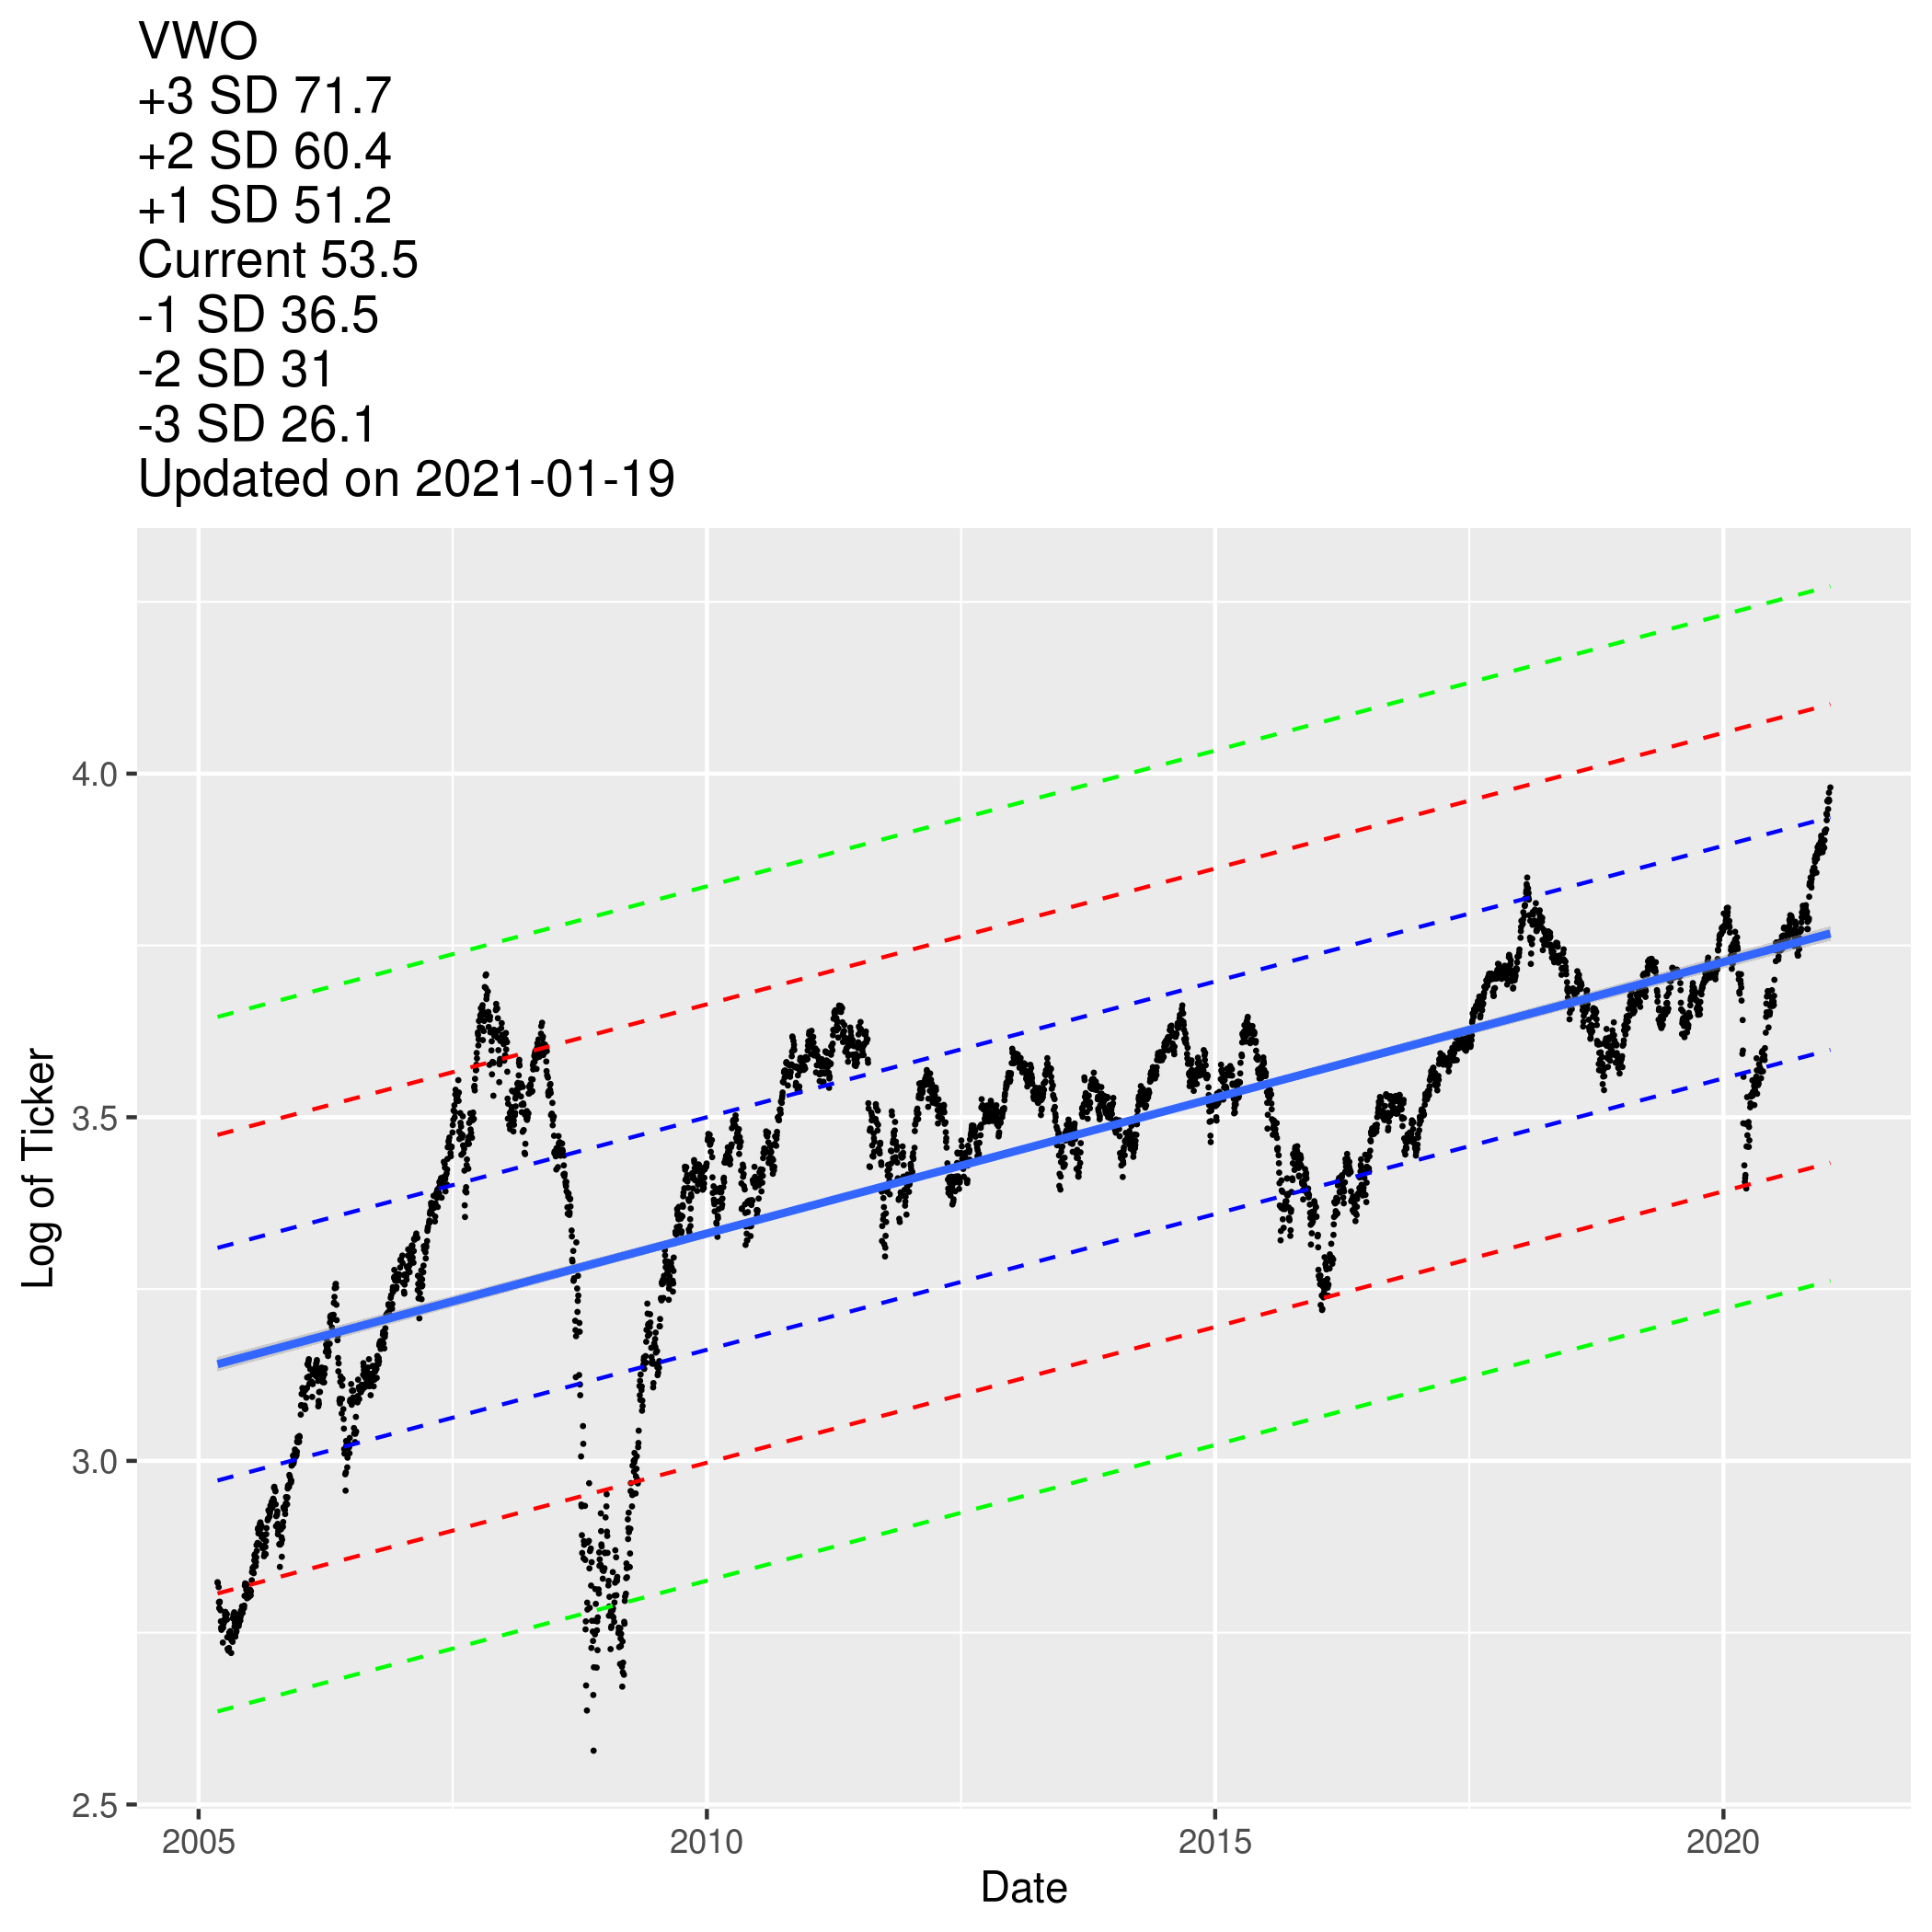 VWO
+3 SD 71.7
+2 SD 60.4
+1 SD 51.2
Current 53.5
-1 SD 36.5
-2 SD 31
-3 SD 26.1
Updated on 2021-01-19
Log of Ticker
4.0
3.5
3.0
2.5
2005 2010 2015 2020
Date